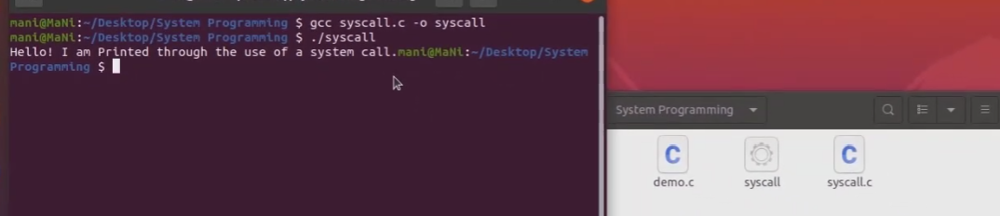 mani@MaNi:~/Desktop/System Programming $ gcc syscall.c -o syscall
mani@MaNi:~/Desktop/System Programming $ ./syscall
Hello! I am Printed through the use of a system call.mani@MaNi:~/Desktop/System
Programming $
System Programming
C
C
demo.c
syscall
syscall.c